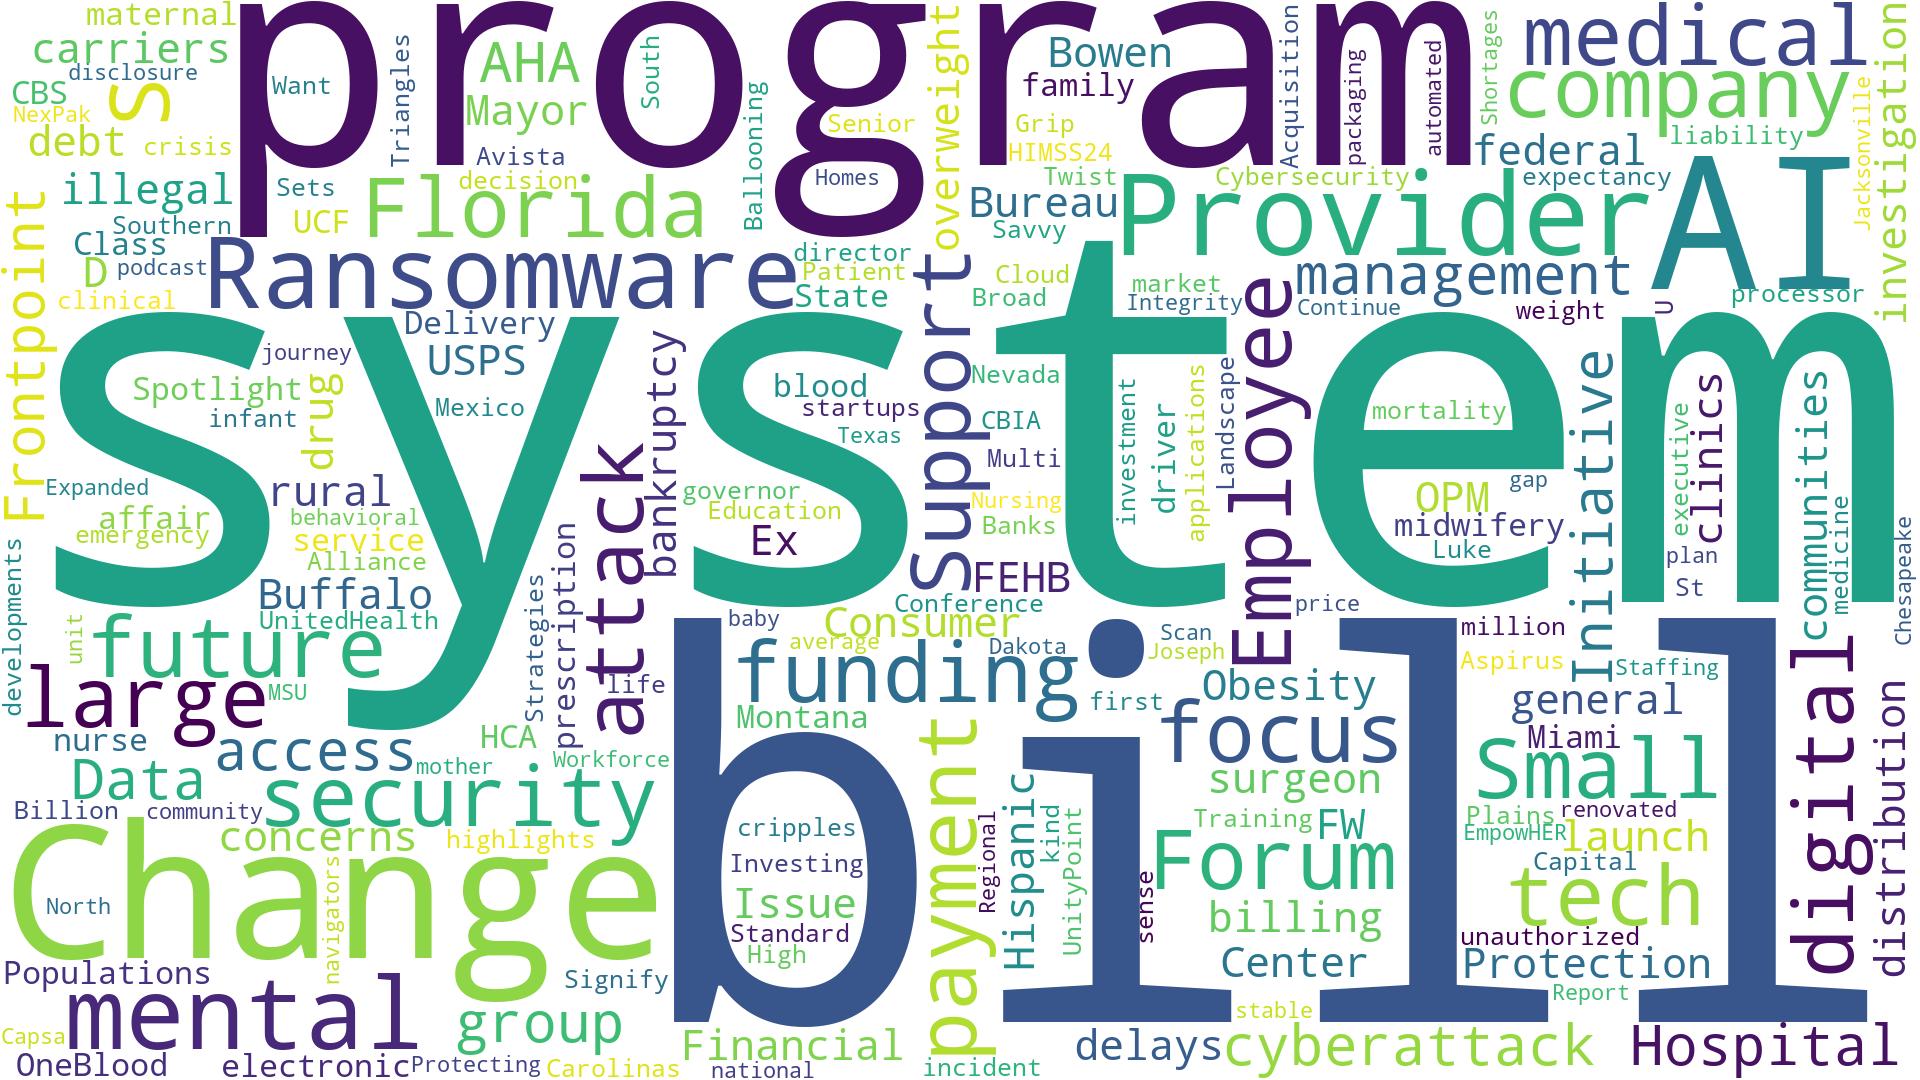 maternal
program
medical
carriers
AHA
Bowen
company
disclosure
Want
Triangles
South
Mayor
overweight
family
Acquisition
packaging
automated
Shortages
investigation
CBS
S
NexPak
debt
crisis
Ballooning
Senior
Grip
liability
Jacksonville
Avista
HIMSS24
federal
AI
illegal
Sets
decision
Homes
Twist
Cybersecurity
expectancy
Frontpoint
Southern
UCF
Florida
Bureau
Provider
Class
Savvy
D
podcast
Ransomware
director
Support
management
clinical
Patient
Cloud
market
State
Broad
Integrity
Employee
Continue
weight
U
processor
system
Delivery
journey
USPS
bankruptcy
Spotlight
drug
infant
Mexico
blood
startups
Texas
Nevada
CBIA
investment
driver
applications
Landscape
mortality
Initiative
executive
clinics
communities
Expanded
rural
attack
Multi
governor
Nursing
OPM
gap
affair
behavioral
Education
Banks
midwifery
medicine
emergency
service
prescription
Ex
Luke
plan
Chesapeake
developments
Alliance
FEHB
St
Buffalo
Strategies
Conference
price
unit
UnitedHealth
baby
Consumer
Scan
million
future
average
Dakota
Joseph
Aspirus
Staffing
large
MSU
life
funding
first
Obesity
general
digital
distribution
nurse
access
HCA
Montana
focus
Miami
Data
mother
Workforce
bill
payment
surgeon
Small
Billion
community
security
Hispanic
kind
Training
FW
Plains
renovated
Change
concerns
highlights
cripples
Regional
UnityPoint
Forum
EmpowHER
launch
navigators
Investing
sense
Capital
North
Issue
billing
tech
Standard
unauthorized
High
Center
Protection
Populations
Signify
Report
mental
group
stable
Capsa
Financial
delays
cyberattack
Hospital
OneBlood
electronic
Protecting
Carolinas
national
incident